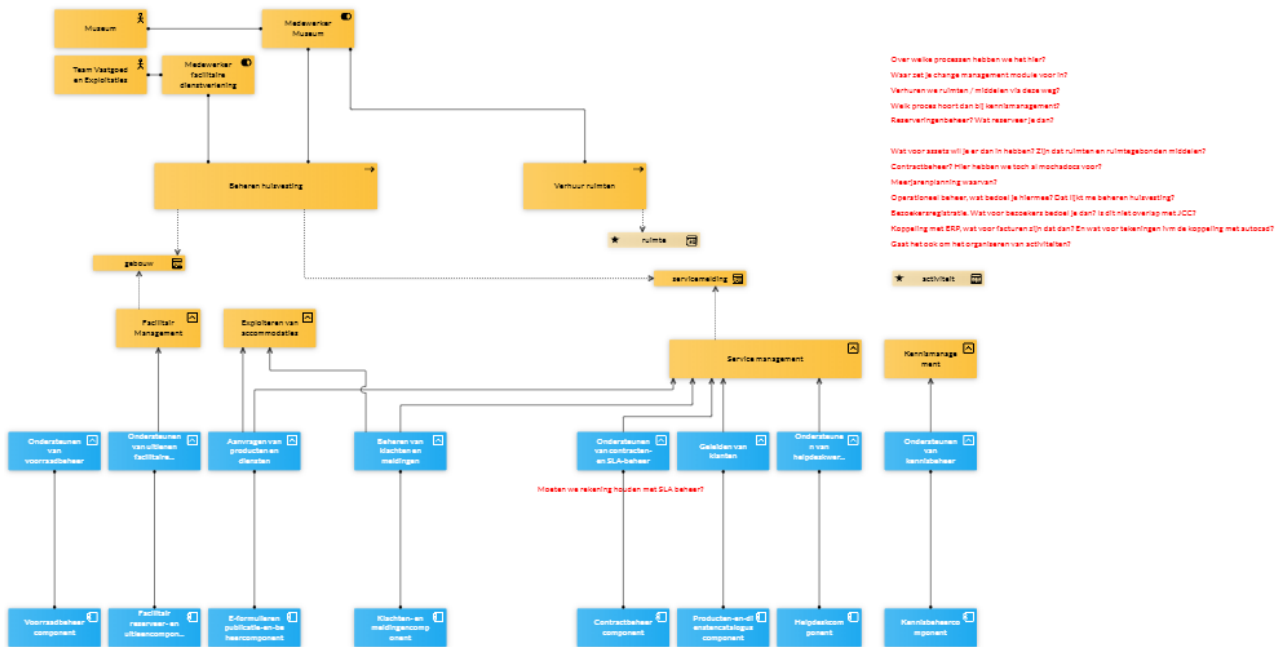 Museum
Medewerker
Museum
Team Vastgoed
en Exploitaties
Medewerker
facilitaire
dienstverlening
Over welke processen hebben we het hier?
Waar zet je change management module voor in?
Verhuren we ruimten / middelen via deze weg?
Welk proces hoort dan bij kennismanagement?
Reserveringenbeheer? Wat reserveer je dan?
Wat voor assets wil je er dan in hebben? Zijn dat ruimten en ruimtegebonden middelen?
Contractbeheer? Hier hebben we toch al mochadocs voor?
Meerjarenplanning waarvan?
Operationeel beheer, wat bedoel je hiermee? Dat lijkt me beheren huisvesting?
Bezoekersregistratie. Wat voor bezoekers bedoel je dan? Is dit niet overlap met JCC?
Koppeling met ERP, wat voor facturen zijn dat dan? En wat voor tekeningen ivm de koppeling met autocad?
Gaat het ook om het organiseren van activiteiten?
Beheren huisvesting
Verhuur ruimten
ruimte
gebouw
servicemelding
activiteit
Facilitair
Management
Exploiteren van
accommodaties
Service management
Kennismanage
ment
Ondersteunen
van
voorraadbeheer
Ondersteunen
van uitlenen
facilitaire...
Aanvragen van
producten en
diensten
Beheren van
klachten en
meldingen
Ondersteunen
van contracten-
en SLA-beheer
Geleiden van
klanten
Ondersteune
n van
helpdeskwer...
Ondersteunen
van
kennisbeheer
Moeten we rekening houden met SLA beheer?
Voorraadbeheer
component
Facilitair
reserveer- en
uitleencompon...
E-formulieren
publicatie-en-be
heercomponent
Klachten- en
meldingencomp
onent
Contractbeheer
component
Producten-en-di
enstencatalogus
component
Helpdeskcom
ponent
Kennisbeheerco
mponent